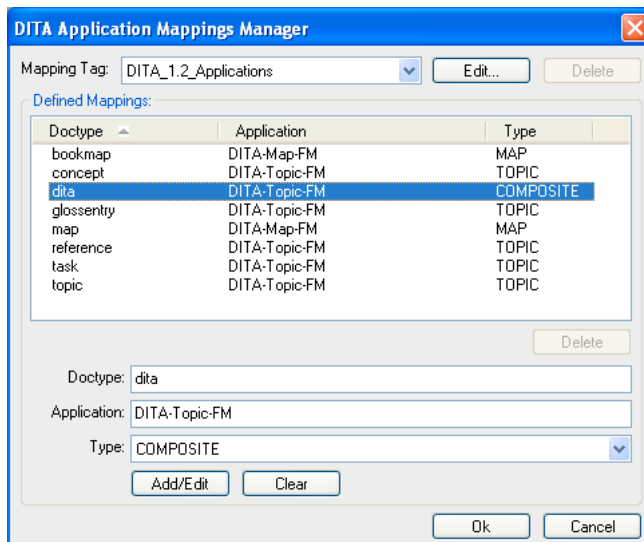 DITA Application Mappings Manager
Mapping Tag: DITA_1.2_Applications Edit... Delete
Defined Mappings:
Doctype Application Type
bookmap DITA-Map-FM MAP
concept DITA-Topic-FM TOPIC
dita DITA-Topic-FM COMPOSITE
glossentry DITA-Topic-FM TOPIC
map DITA-Map-FM MAP
reference DITA-Topic-FM TOPIC
task DITA-Topic-FM TOPIC
topic DITA-Topic-FM TOPIC
Delete
Doctype: dita
Application: DITA-Topic-FM
Type: COMPOSITE
Add/Edit Clear
Ok Cancel